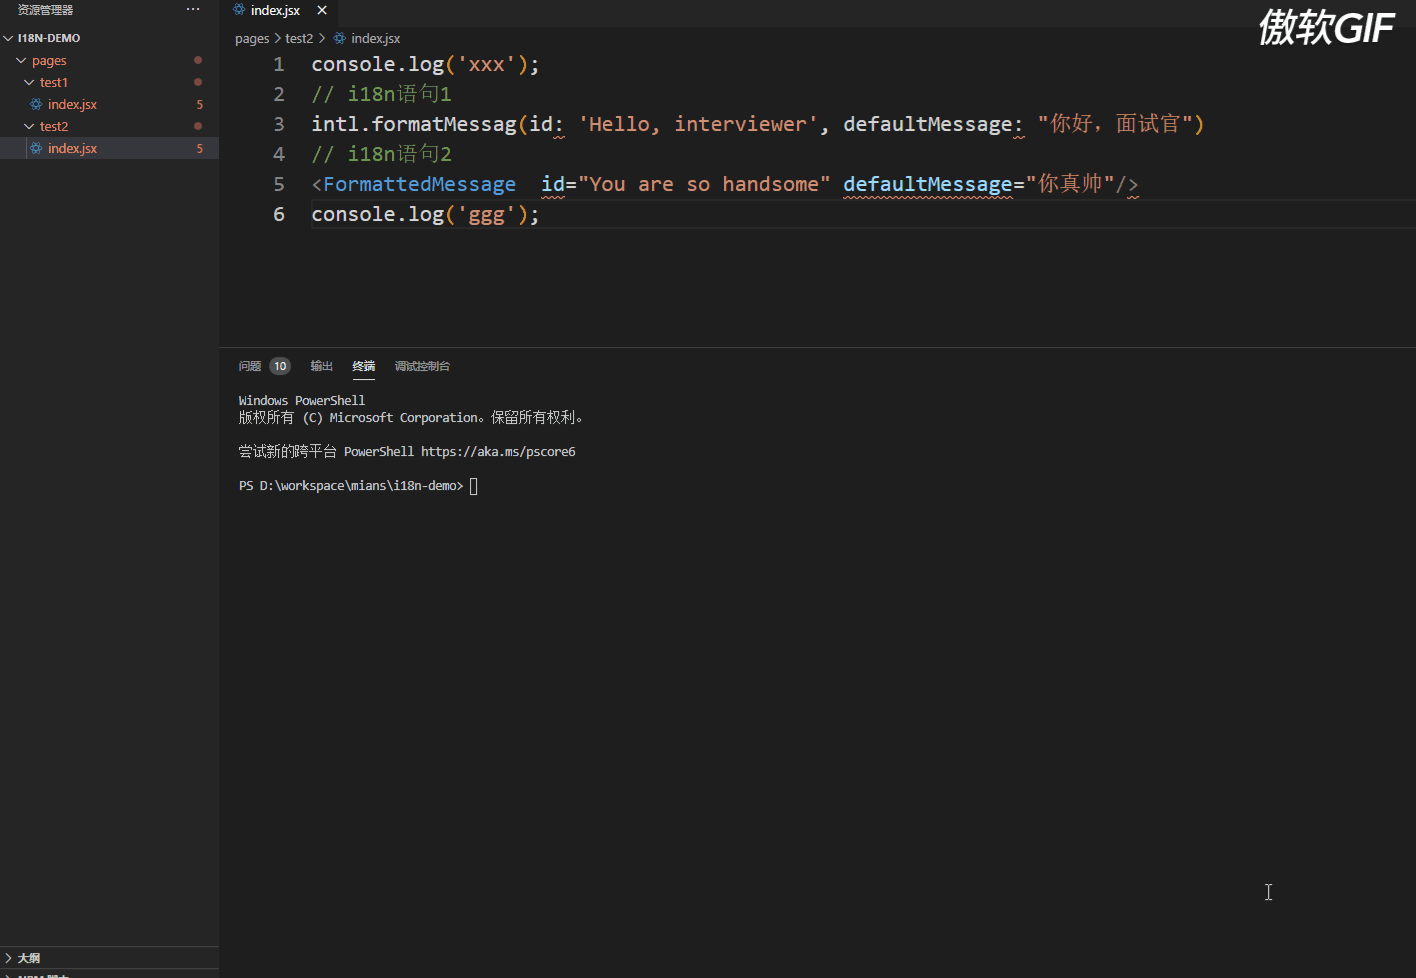 资源管理器 ···
I18N-DEMO
pages
test1
index.jsx 5
test2
index.jsx 5
大纲
index.jsx
傲软GIF
pages > test2 > index.jsx
1 console.log('xxx');
2 // i18n语句1
3 intl.formatMessag(id: 'Hello, interviewer', defaultMessage: "你好，面试官")
4 // i18n语句2
5 <FormattedMessage  id="You are so handsome" defaultMessage="你真帅"/>
6 console.log('ggg');
问题 10 输出 终端 调试控制台
Windows PowerShell
版权所有 (C) Microsoft Corporation。保留所有权利。
尝试新的跨平台 PowerShell https://aka.ms/pscore6
PS D:\workspace\mians\i18n-demo>